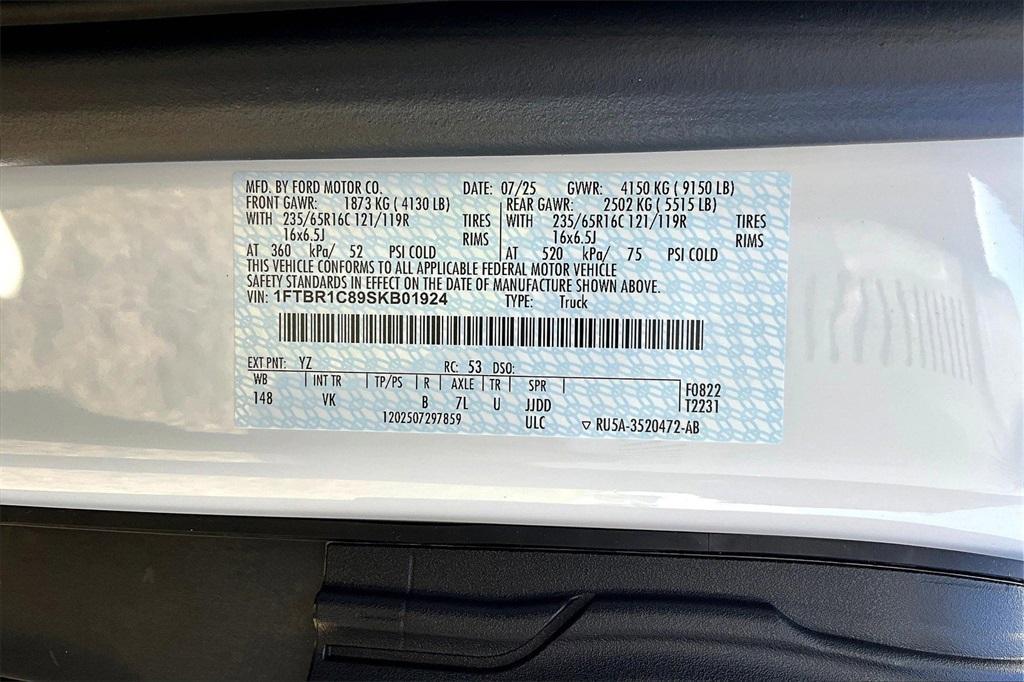 MFD. BY FORD MOTOR CO. DATE: 07/25 GVWR: 4150 KG ( 9150 LB)
FRONT GAWR: 1873 KG ( 4130 LB) REAR GAWR: 2502 KG ( 5515 LB)
WITH 235/65R16C 121/119R TIRES WITH 235/65R16C 121/119R TIRES
16x6.5J RIMS 16x6.5J RIMS
AT 360 kPa/ 52 PSI COLD AT 520 kPa/ 75 PSI COLD
THIS VEHICLE CONFORMS TO ALL APPLICABLE FEDERAL MOTOR VEHICLE
SAFETY STANDARDS IN EFFECT ON THE DATE OF MANUFACTURE SHOWN ABOVE.
VIN: 1FTBR1C89SKB01924 TYPE: Truck
EXT PNT: YZ RC: 53 DSO:
WB INT TR TP/PS R AXLE TR SPR F0822
148 VK B 7L U JJDD T2231
1202507297859 ULC ▽ RU5A-3520472-AB